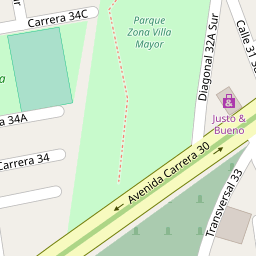 Carrera 34C
Parque
Zona Villa
Mayor
Diagonal 32A Sur
Calle 31
Justo &
Bueno
34A
Carrera 34
Avenida Carrera 30
Transversal 33